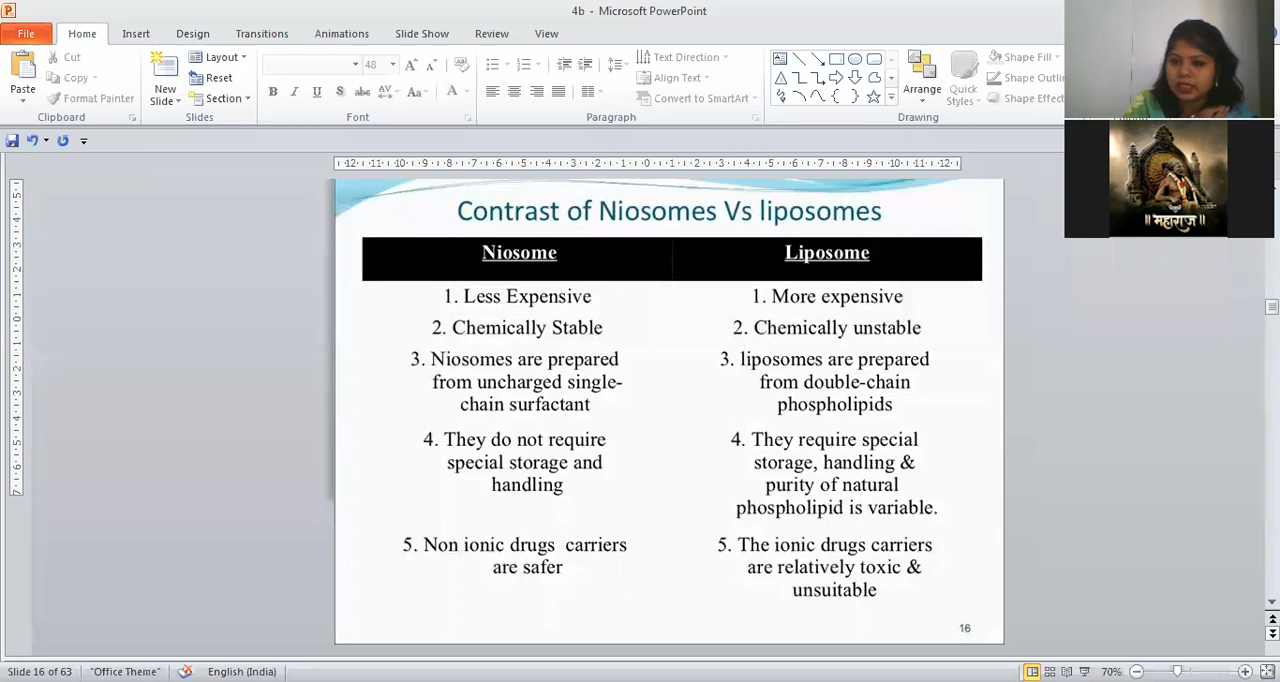 4b - Microsoft PowerPoint
File Home Insert Design Transitions Animations Slide Show Review View
Paste
Cut
Copy
Format Painter
Clipboard
New Slide
Layout
Reset
Section
Slides
48
Font
Paragraph
Text Direction
Align Text
Convert to SmartArt
Arrange
Quick Styles
Shape Fill
Shape Outli
Shape Effect
Drawing
॥ महाराज ॥
Contrast of Niosomes Vs liposomes
Niosome
1. Less Expensive
2. Chemically Stable
3. Niosomes are prepared
from uncharged single-
chain surfactant
4. They do not require
special storage and
handling
5. Non ionic drugs  carriers
are safer
Liposome
1. More expensive
2. Chemically unstable
3. liposomes are prepared
from double-chain
phospholipids
4. They require special
storage, handling &
purity of natural
phospholipid is variable.
5. The ionic drugs carriers
are relatively toxic &
unsuitable
16
Slide 16 of 63 "Office Theme" English (India) 70%